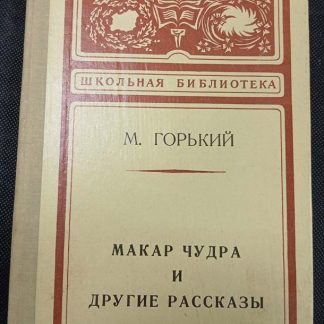 ШКОЛЬНАЯ БИБЛИОТЕКА
М. ГОРЬКИЙ
МАКАР ЧУДРА
И
ДРУГИЕ РАССКАЗЫ